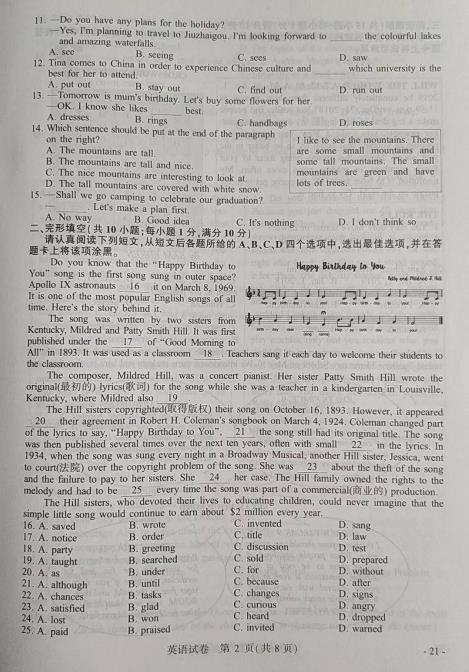 11. —Do you have any plans for the holiday?
—Yes, I'm planning to travel to Jiuzhaigou. I'm looking forward to ____ the colourful lakes
and amazing waterfalls.
A. see B. seeing C. sees D. saw
12. Tina comes to China in order to experience Chinese culture and ____ which university is the
best for her to attend.
A. put out B. stay out C. find out D. run out
13. —Tomorrow is mum's birthday. Let's buy some flowers for her.
—OK. I know she likes ____ best.
A. dresses B. rings C. handbags D. roses
14. Which sentence should be put at the end of the paragraph
on the right?
A. The mountains are tall.
B. The mountains are tall and nice.
C. The nice mountains are interesting to look at.
D. The tall mountains are covered with white snow.
I like to see the mountains. There
are some small mountains and
some tall mountains. The small
mountains are green and have
lots of trees. ____
15. —Shall we go camping to celebrate our graduation?
—____. Let's make a plan first.
A. No way B. Good idea C. It's nothing D. I don't think so
二、完形填空(共 10 小题;每小题 1 分,满分 10 分)
请认真阅读下列短文,从短文后各题所给的 A、B、C、D 四个选项中,选出最佳选项,并在答
题卡上将该项涂黑。
Do you know that the "Happy Birthday to
You" song is the first song sung in outer space?
Apollo IX astronauts 16 it on March 8, 1969.
It is one of the most popular English songs of all
time. Here's the story behind it.
The song was written by two sisters from
Kentucky, Mildred and Patty Smith Hill. It was first
published under the 17 of "Good Morning to
Happy Birthday to You
Patty and Mildred J. Hill
All" in 1893. It was used as a classroom 18 . Teachers sang it each day to welcome their students to
the classroom.
The composer, Mildred Hill, was a concert pianist. Her sister Patty Smith Hill wrote the
original(最初的) lyrics(歌词) for the song while she was a teacher in a kindergarten in Louisville,
Kentucky, where Mildred also 19 .
The Hill sisters copyrighted(取得版权) their song on October 16, 1893. However, it appeared
20 their agreement in Robert H. Coleman's songbook on March 4, 1924. Coleman changed part
of the lyrics to say, "Happy Birthday to You", 21 the song still had its original title. The song
was then published several times over the next ten years, often with small 22 in the lyrics. In
1934, when the song was sung every night in a Broadway Musical, another Hill sister, Jessica, went
to court(法院) over the copyright problem of the song. She was 23 about the theft of the song
and the failure to pay to her sisters. She 24 her case. The Hill family owned the rights to the
melody and had to be 25 every time the song was part of a commercial(商业的) production.
The Hill sisters, who devoted their lives to educating children, could never imagine that the
simple little song would continue to earn about $2 million every year.
16. A. saved B. wrote C. invented D. sang
17. A. notice B. order C. title D. law
18. A. party B. greeting C. discussion D. test
19. A. taught B. searched C. sold D. prepared
20. A. as B. under C. for D. without
21. A. although B. until C. because D. after
22. A. chances B. tasks C. changes D. signs
23. A. satisfied B. glad C. curious D. angry
24. A. lost B. won C. heard D. dropped
25. A. paid B. praised C. invited D. warned
英语试卷 第 2 页(共 8 页)
- 21 -